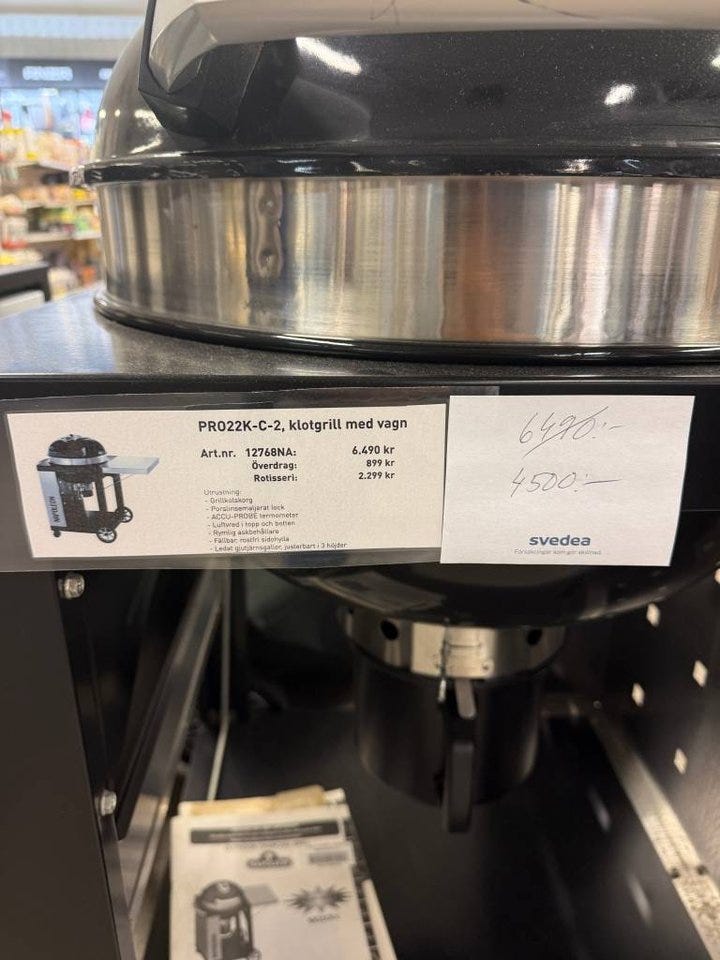 PRO22K-C-2, klotgrill med vagn
Art.nr. 12768NA: 6.490 kr
Överdrag: 899 kr
Rotisseri: 2.299 kr
Utrustning:
- Grillkolskorg
- Porslinsemaljerat lock
- ACCU-PROBE termometer
- Luftvred i topp och botten
- Rymlig askbehållare
- Fällbar, rostfri sidohylla
- Ledat gjutjärnsgaller, justerbart i 3 höjder
NAPOLEON
6490:-
4500:-
svedea
Försäkringar som gör skillnad